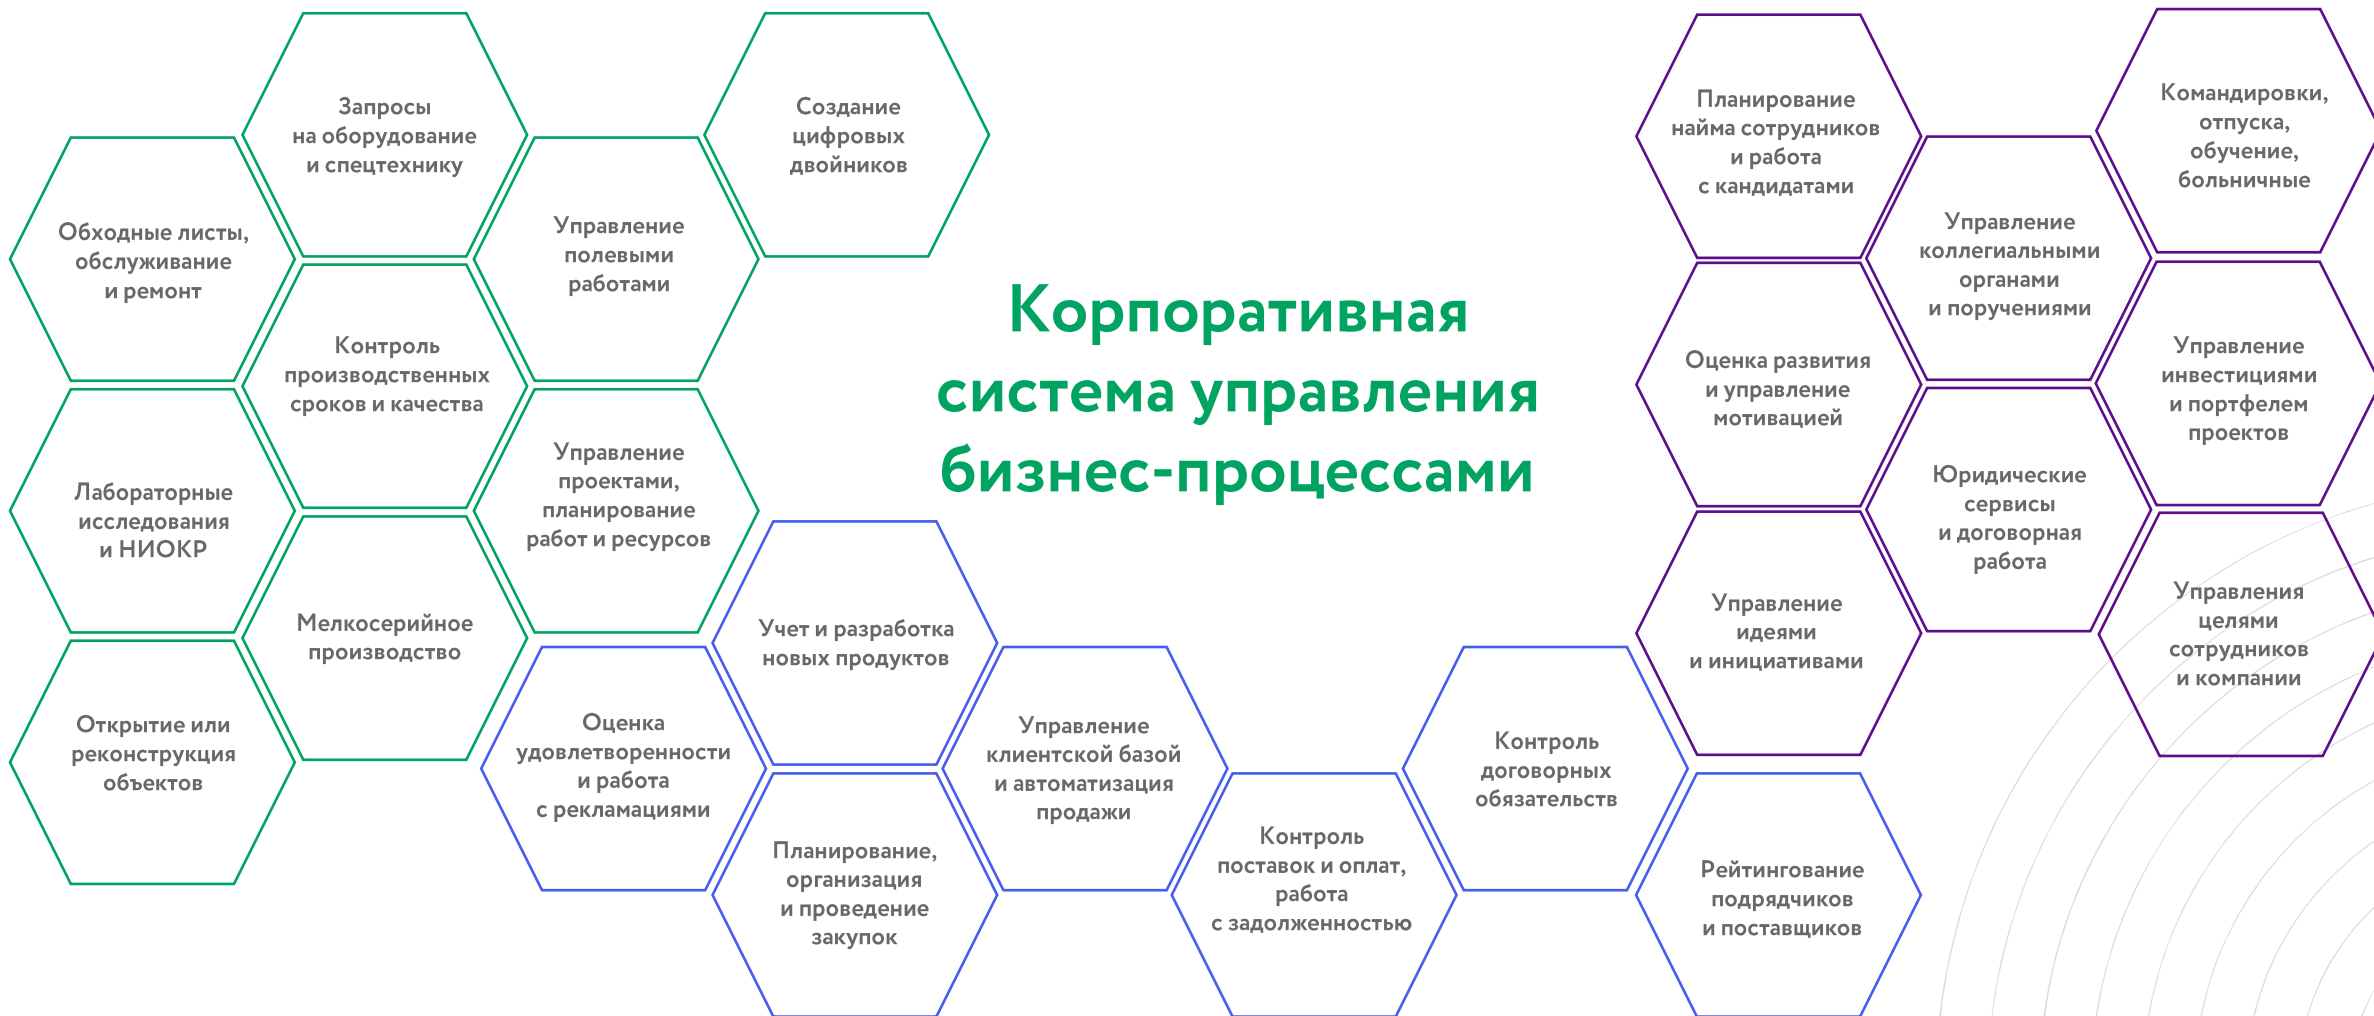 Запросы
на оборудование
и спецтехнику
Создание
цифровых
двойников
Обходные листы,
обслуживание
и ремонт
Управление
полевыми
работами
Контроль
производственных
сроков и качества
Лабораторные
исследования
и НИОКР
Управление
проектами,
планирование
работ и ресурсов
Мелкосерийное
производство
Открытие или
реконструкция
объектов
Корпоративная
система управления
бизнес-процессами
Учет и разработка
новых продуктов
Оценка
удовлетворенности
и работа
с рекламациями
Управление
клиентской базой
и автоматизация
продажи
Планирование,
организация
и проведение
закупок
Контроль
поставок и оплат,
работа
с задолженностью
Контроль
договорных
обязательств
Рейтингование
подрядчиков
и поставщиков
Планирование
найма сотрудников
и работа
с кандидатами
Командировки,
отпуска,
обучение,
больничные
Управление
коллегиальными
органами
и поручениями
Оценка развития
и управление
мотивацией
Управление
инвестициями
и портфелем
проектов
Юридические
сервисы
и договорная
работа
Управление
идеями
и инициативами
Управления
целями
сотрудников
и компании